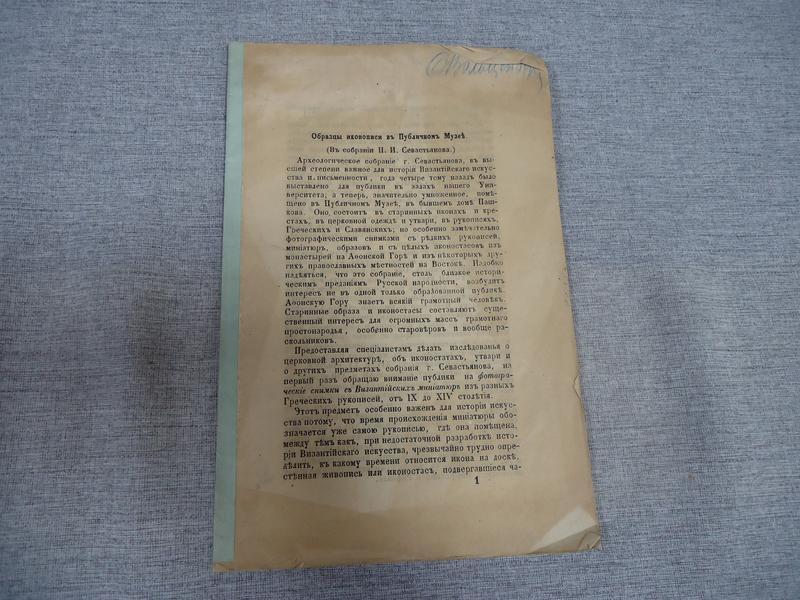 Образцы иконописи въ Публичномъ Музеѣ
(Въ собраніи П. И. Севастьянова.)
Археологическое собраніе г. Севастьянова, въ выс-
шей степени важное для исторіи Византійскаго искус-
ства и письменности, года четыре тому назадъ было
выставлено для публики въ залахъ нашего Уни-
верситета, а теперь, значительно умноженное, помѣ-
щено въ Публичномъ Музеѣ, въ бывшемъ домѣ Паш-
кова. Оно состоитъ въ старинныхъ иконахъ и кре-
стахъ, въ церковной одеждѣ и утвари, въ рукописяхъ,
Греческихъ и Славянскихъ; но особенно замѣчательно
фотографическими снимками съ рѣдкихъ рукописей,
миніатюръ, образовъ и съ цѣлыхъ иконостасовъ изъ
монастырей на Аѳонской Горѣ и изъ нѣкоторыхъ дру-
гихъ православныхъ мѣстностей на Востокѣ. Надобно
надѣяться, что это собраніе, столь близкое истори-
ческимъ преданіямъ Русской народности, возбудитъ
интересъ не въ одной только образованной публикѣ.
Аѳонскую Гору знаетъ всякій грамотный человѣкъ.
Старинные образа и иконостасы составляютъ суще-
ственный интересъ для огромныхъ массъ грамотнаго
простонародья, особенно старовѣровъ и вообще ра-
скольниковъ.
Предоставляя спеціалистамъ дѣлать изслѣдованья о
церковной архитектурѣ, объ иконостатахъ, утвари и
о другихъ предметахъ собранія г. Севастьянова, на
первый разъ обращаю вниманіе публики на фотогра-
ческіе снимки съ Византійскихъ миніатюръ изъ разныхъ
Греческихъ рукописей, отъ IX до XIV столѣтія.
Этотъ предметъ особенно важенъ для исторіи искус-
ства потому, что время происхожденія миніатюры обо-
значается уже самою рукописью, гдѣ она помѣщена,
между тѣмъ какъ, при недостаточной разработкѣ исто-
ріи Византійскаго искусства, чрезвычайно трудно опре-
дѣлить, къ какому времени относится икона на доскѣ,
стѣнная живопись или иконостасъ, подвергавшіеся ча-
1